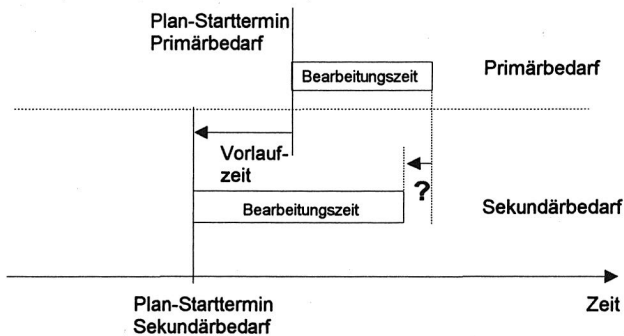 Plan-Starttermin
Primärbedarf
Bearbeitungszeit
Primärbedarf
Vorlauf-
zeit
?
Bearbeitungszeit
Sekundärbedarf
Plan-Starttermin
Sekundärbedarf
Zeit